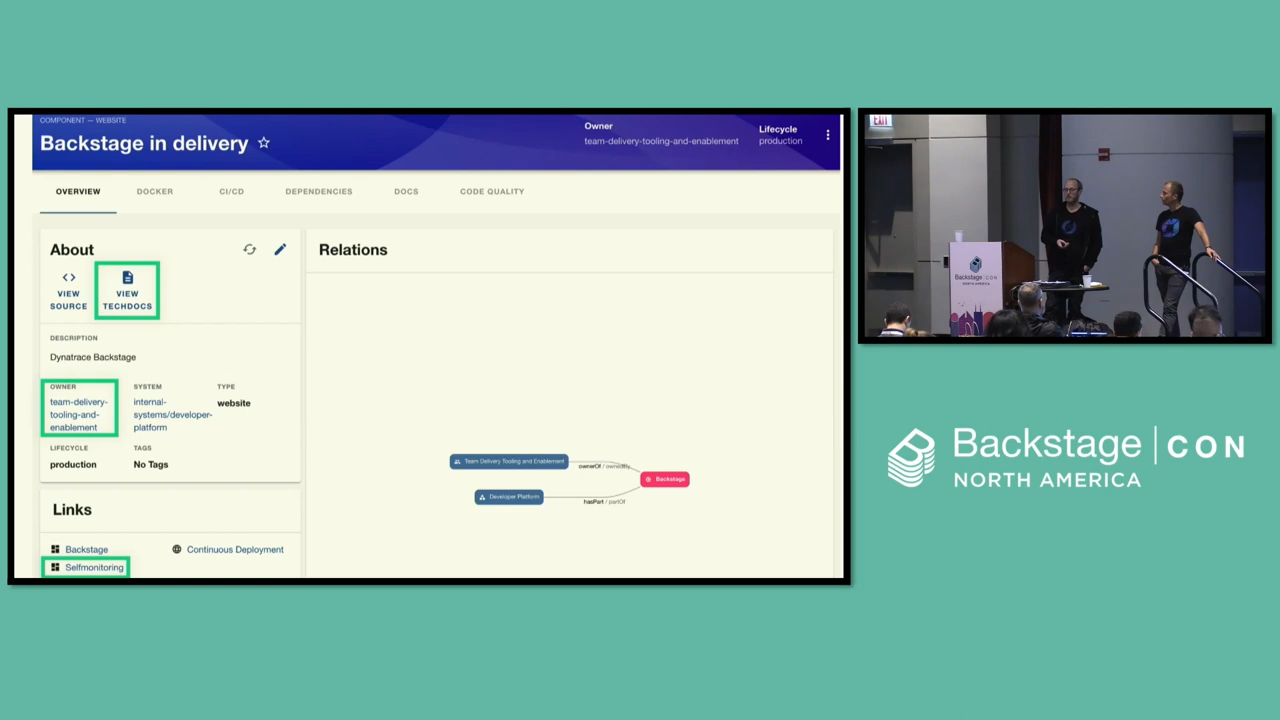 COMPONENT — WEBSITE
Backstage in delivery
Owner
team-delivery-tooling-and-enablement
Lifecycle
production
OVERVIEW
DOCKER
CI/CD
DEPENDENCIES
DOCS
CODE QUALITY
About
VIEW
SOURCE
VIEW
TECHDOCS
DESCRIPTION
Dynatrace Backstage
OWNER
team-delivery-
tooling-and-
enablement
SYSTEM
internal-
systems/developer-
platform
TYPE
website
LIFECYCLE
production
TAGS
No Tags
Links
Backstage
Continuous Deployment
Selfmonitoring
Relations
Team Delivery Tooling and Enablement
ownerOf / ownedBy
Backstage
Developer Platform
hasPart / partOf
EXIT
Backstage CON
NORTH AMERICA
Backstage | CON
NORTH AMERICA